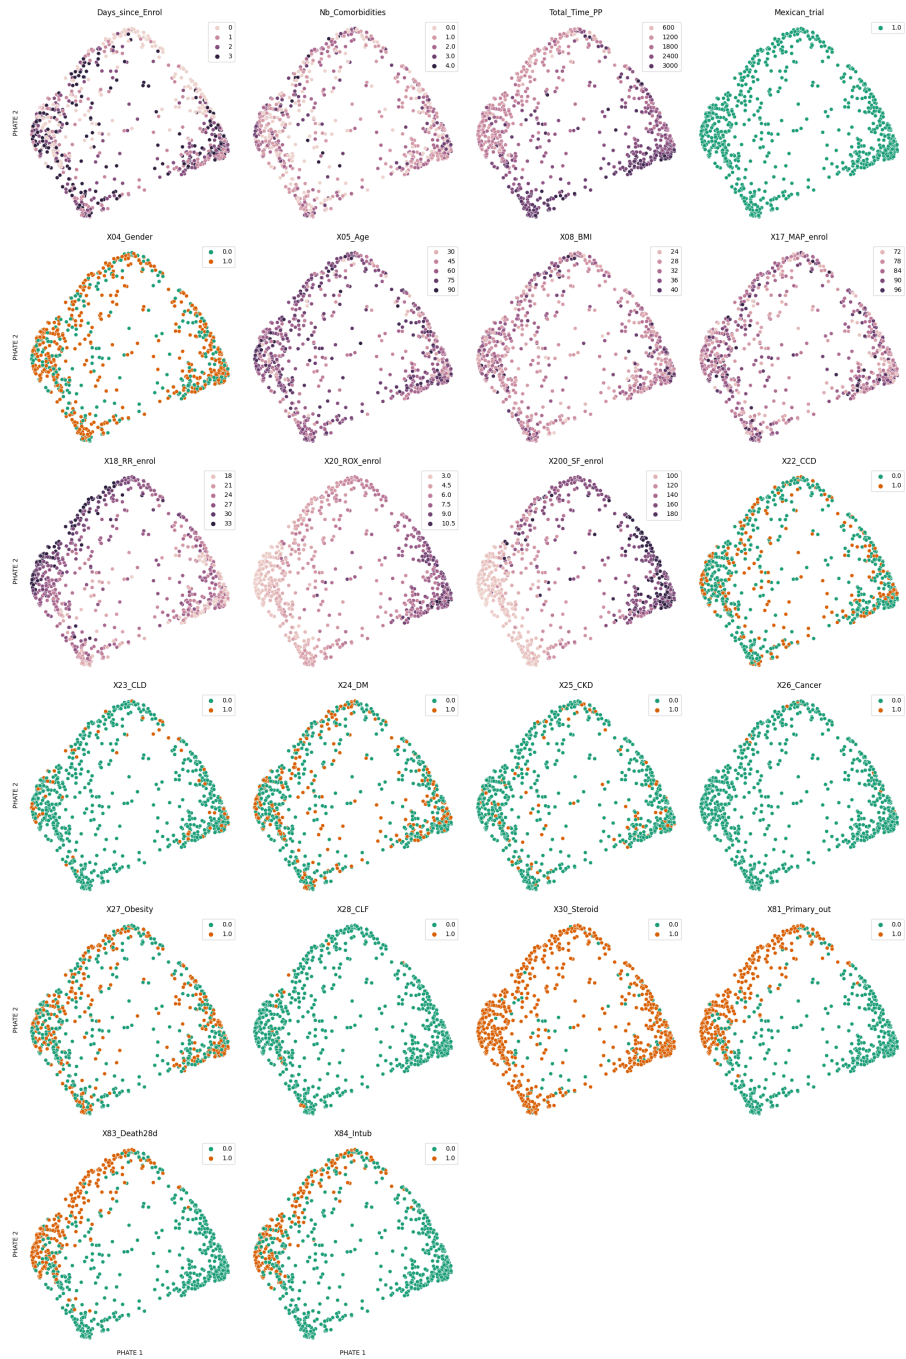 Days_since_Enrol
0
1
2
3
Nb_Comorbidities
0.0
1.0
2.0
3.0
4.0
Total_Time_PP
600
1200
1800
2400
3000
Mexican_trial
1.0
PHATE 2
X04_Gender
0.0
1.0
X05_Age
30
45
60
75
90
X08_BMI
24
28
32
36
40
X17_MAP_enrol
72
78
84
90
96
PHATE 2
X18_RR_enrol
18
21
24
27
30
33
X20_ROX_enrol
3.0
4.5
6.0
7.5
9.0
10.5
X200_SF_enrol
100
120
140
160
180
X22_CCD
0.0
1.0
PHATE 2
X23_CLD
0.0
1.0
X24_DM
0.0
1.0
X25_CKD
0.0
1.0
X26_Cancer
0.0
1.0
PHATE 2
X27_Obesity
0.0
1.0
X28_CLF
0.0
1.0
X30_Steroid
0.0
1.0
X81_Primary_out
0.0
1.0
PHATE 2
X83_Death28d
0.0
1.0
X84_Intub
0.0
1.0
PHATE 2
PHATE 1
PHATE 1